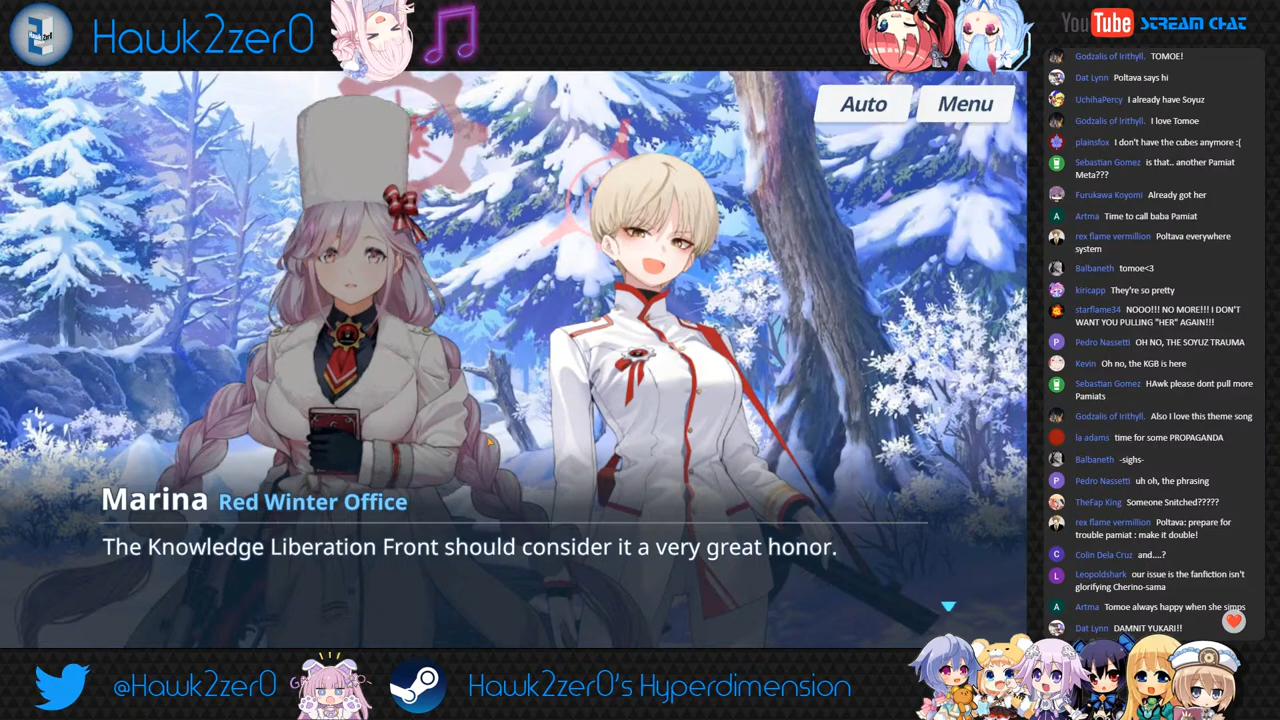 Hawk2zer0
YouTube STREAM CHAT
Auto
Menu
Marina Red Winter Office
The Knowledge Liberation Front should consider it a very great honor.
Godzalis of Irithyll. TOMOE!
Dat Lynn Poltava says hi
UchihaPercy I already have Soyuz
Godzalis of Irithyll. I love Tomoe
plainsfox I don't have the cubes anymore :(
Sebastian Gomez is that.. another Pamiat
Meta???
Furukawa Koyomi Already got her
A Artma Time to call baba Pamiat
rex flame vermillion Poltava everywhere
system
Balbaneth tomoe<3
kiricapp They're so pretty
starflame34 NOOO!!! NO MORE!!! I DON'T
WANT YOU PULLING "HER" AGAIN!!!
P Pedro Nassetti OH NO, THE SOYUZ TRAUMA
Kevin Oh no, the KGB is here
Sebastian Gomez HAwk please dont pull more
Pamiats
Godzalis of Irithyll. Also I love this theme song
la adams time for some PROPAGANDA
Balbaneth -sighs-
P Pedro Nassetti uh oh, the phrasing
TheFap King Someone Snitched?????
rex flame vermillion Poltava: prepare for
trouble pamiat : make it double!
C Colin Dela Cruz and....?
L Leopoldshark our issue is the fanfiction isn't
glorifying Cherino-sama
A Artma Tomoe always happy when she simps
Dat Lynn DAMNIT YUKARI!!
@Hawk2zer0
Hawk2zer0's Hyperdimension